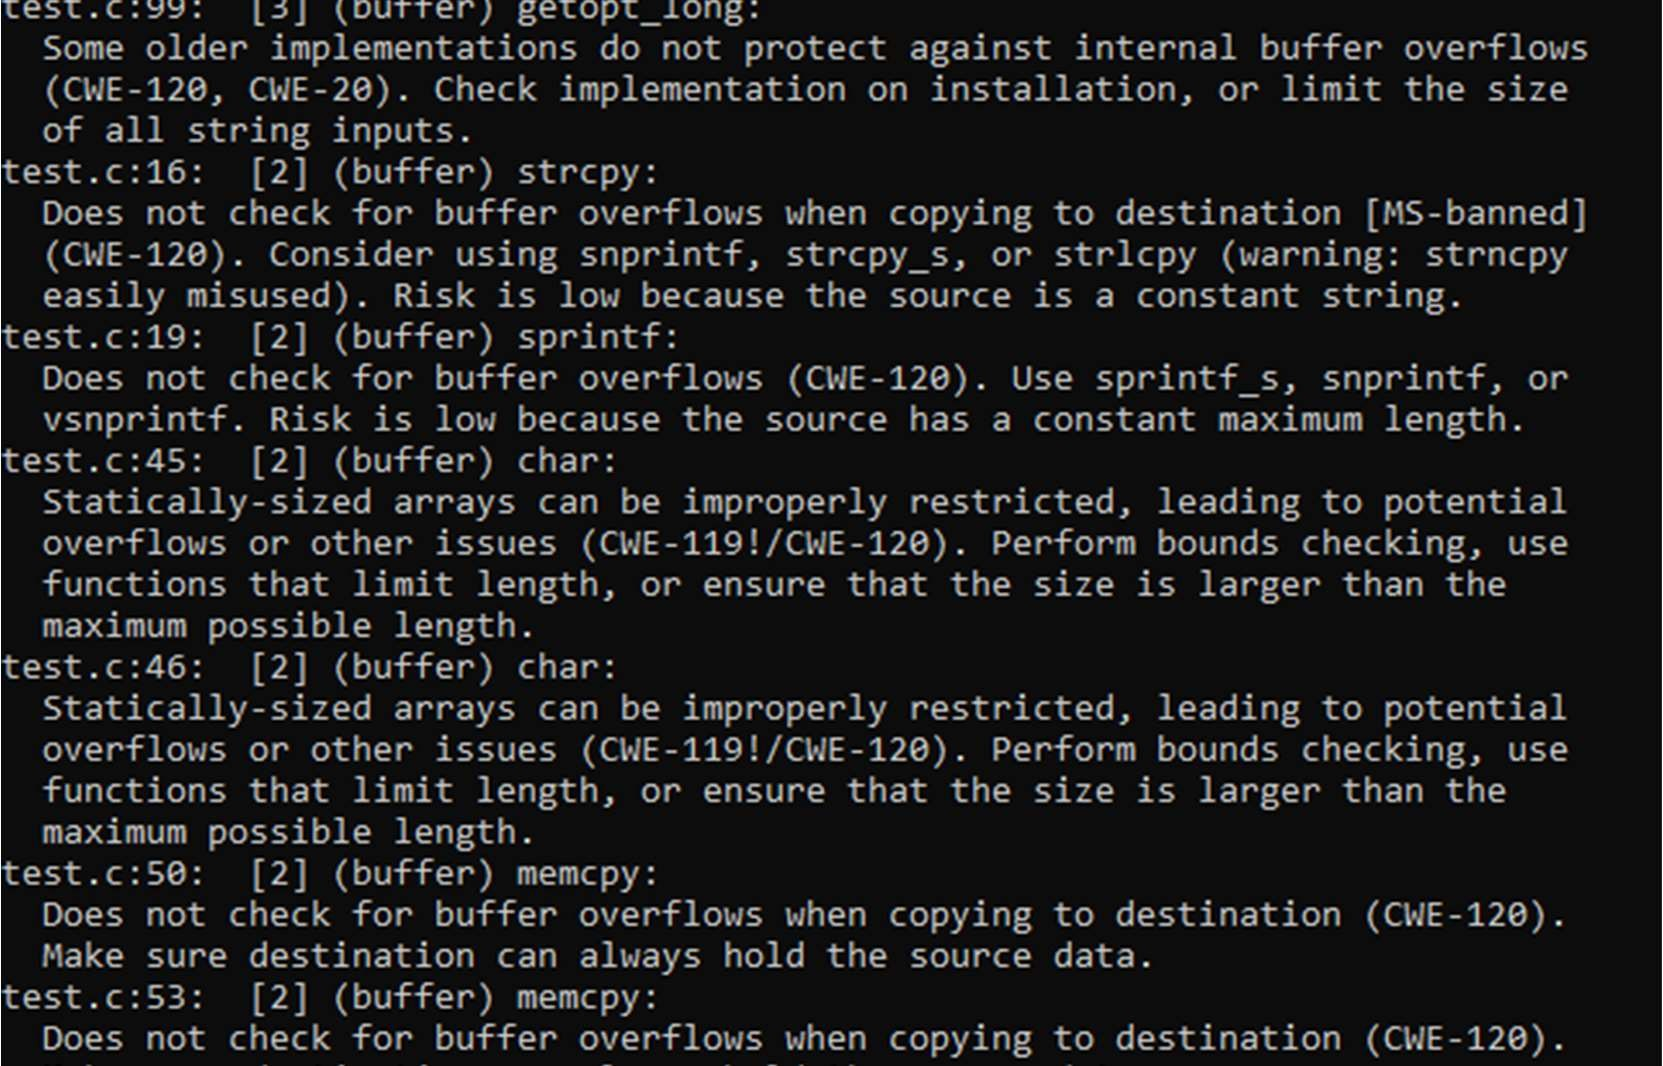 test.c:99:  [3] (buffer) getopt_long:
  Some older implementations do not protect against internal buffer overflows
  (CWE-120, CWE-20). Check implementation on installation, or limit the size
  of all string inputs.
test.c:16:  [2] (buffer) strcpy:
  Does not check for buffer overflows when copying to destination [MS-banned]
  (CWE-120). Consider using snprintf, strcpy_s, or strlcpy (warning: strncpy
  easily misused). Risk is low because the source is a constant string.
test.c:19:  [2] (buffer) sprintf:
  Does not check for buffer overflows (CWE-120). Use sprintf_s, snprintf, or
  vsnprintf. Risk is low because the source has a constant maximum length.
test.c:45:  [2] (buffer) char:
  Statically-sized arrays can be improperly restricted, leading to potential
  overflows or other issues (CWE-119!/CWE-120). Perform bounds checking, use
  functions that limit length, or ensure that the size is larger than the
  maximum possible length.
test.c:46:  [2] (buffer) char:
  Statically-sized arrays can be improperly restricted, leading to potential
  overflows or other issues (CWE-119!/CWE-120). Perform bounds checking, use
  functions that limit length, or ensure that the size is larger than the
  maximum possible length.
test.c:50:  [2] (buffer) memcpy:
  Does not check for buffer overflows when copying to destination (CWE-120).
  Make sure destination can always hold the source data.
test.c:53:  [2] (buffer) memcpy:
  Does not check for buffer overflows when copying to destination (CWE-120).